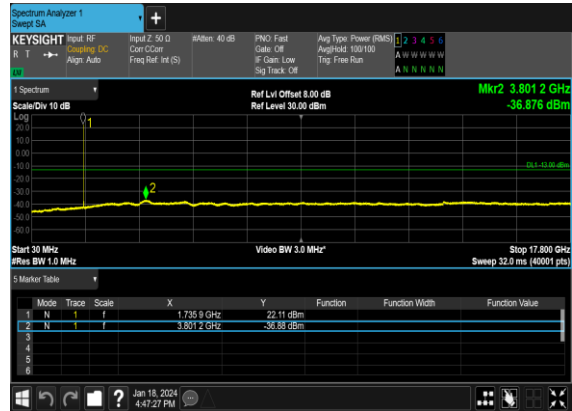 Spectrum Analyzer 1
Swept SA
+
KEYSIGHT Input: RF Input Z: 50 Ω #Atten: 40 dB PNO: Fast Avg Type: Power (RMS) 1 2 3 4 5 6
R T Coupling: DC Corr CCorr Gate: Off Avg|Hold: 100/100 A W W W W W
Align: Auto Freq Ref: Int (S) IF Gain: Low Trig: Free Run
LW Sig Track: Off A N N N N N
1 Spectrum Ref Lvl Offset 8.00 dB Mkr2 3.801 2 GHz
Scale/Div 10 dB Ref Level 30.00 dBm -36.876 dBm
Log
20.0 1
10.0
0.00
-10.0 DL1 -13.00 dBm
-20.0
-30.0 2
-40.0
-50.0
-60.0
Start 30 MHz Video BW 3.0 MHz* Stop 17.800 GHz
#Res BW 1.0 MHz Sweep 32.0 ms (40001 pts)
5 Marker Table
Mode Trace Scale X Y Function Function Width Function Value
1 N 1 f 1.735 9 GHz 22.11 dBm
2 N 1 f 3.801 2 GHz -36.88 dBm
3
4
5
6
? Jan 18, 2024
4:47:27 PM